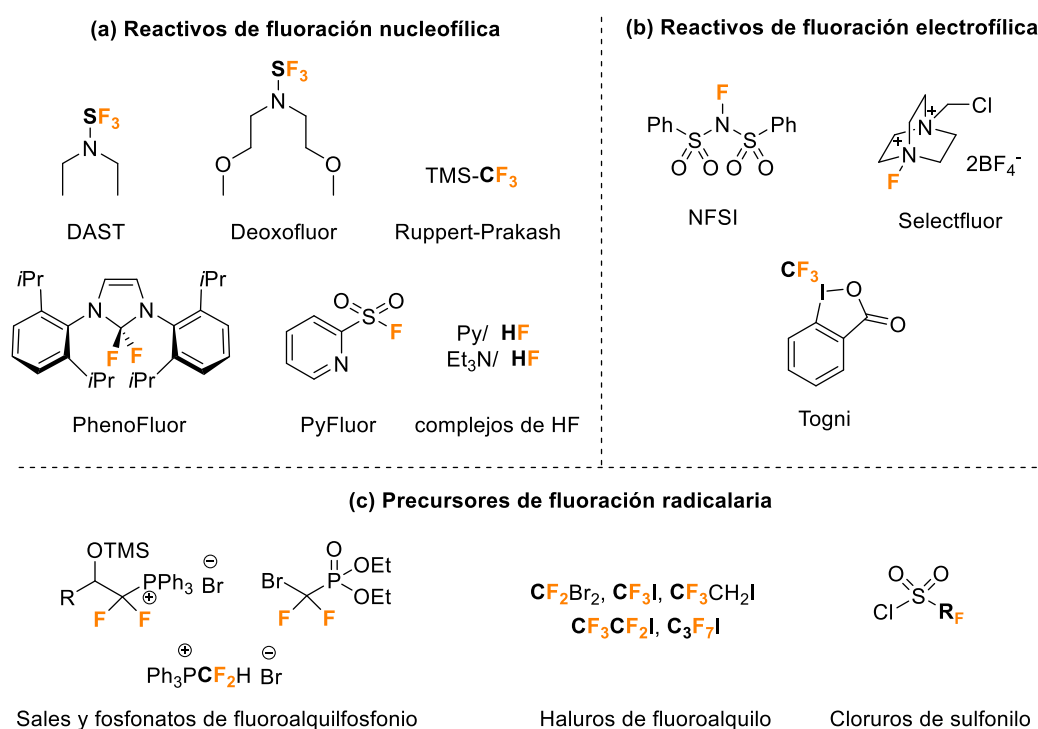 (a) Reactivos de fluoración nucleofílica
(b) Reactivos de fluoración electrofílica
SF3
N
DAST
SF3
N
O
O
Deoxofluor
TMS-CF3
Ruppert-Prakash
F
Ph
N
Ph
S
S
O
O
O
O
NFSI
Cl
+
N
+
N
F
2BF4-
Selectfluor
iPr
iPr
N
N
F
F
iPr
iPr
PhenoFluor
O
O
S
F
N
PyFluor
Py/ HF
Et3N/ HF
complejos de HF
CF3
I
O
O
Togni
(c) Precursores de fluoración radicalaria
OTMS
R
PPh3
+
Br
−
F
F
O
Br
P
OEt
OEt
F
F
Ph3PCF2H
+
Br
−
Sales y fosfonatos de fluoroalquilfosfonio
CF2Br2, CF3I, CF3CH2I
CF3CF2I, C3F7I
Haluros de fluoroalquilo
O
O
S
Cl
RF
Cloruros de sulfonilo